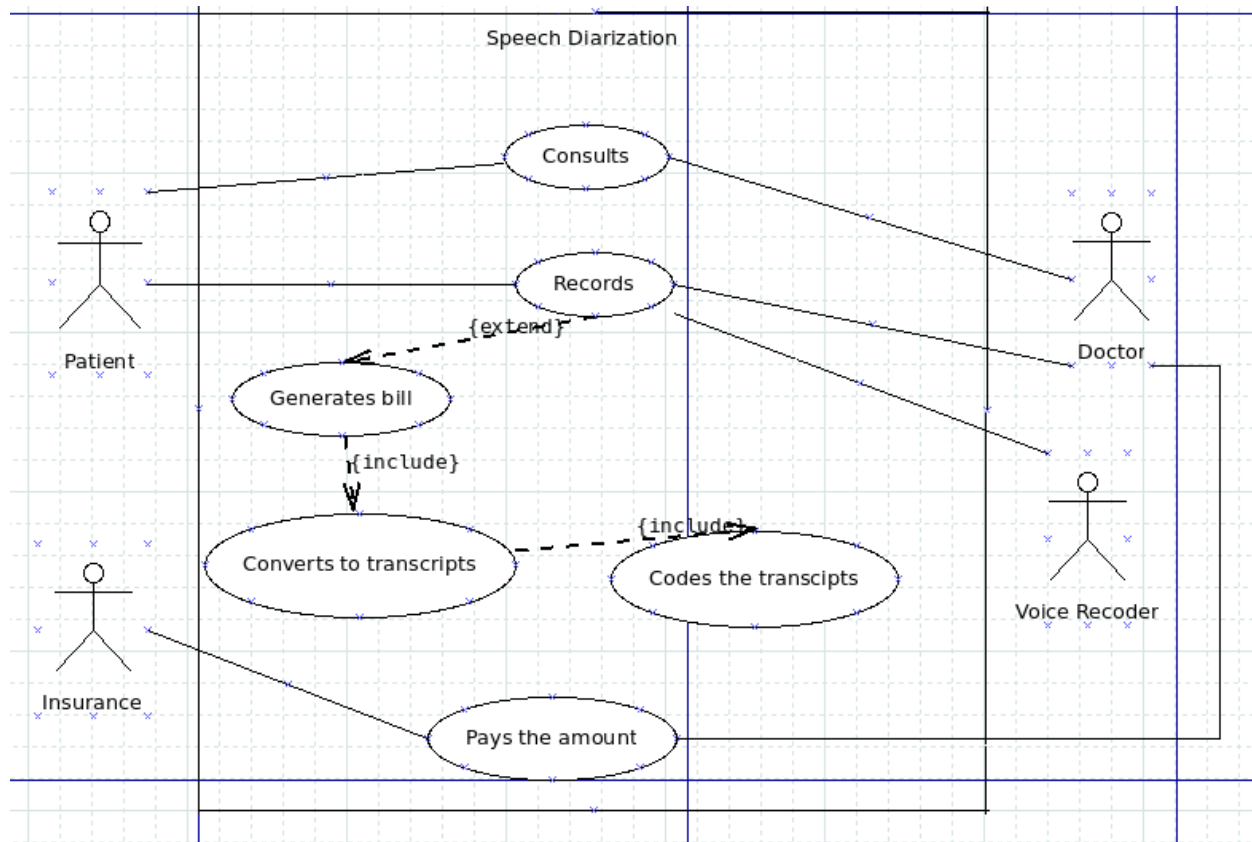 Speech Diarization
Consults
Records
{extend}
Patient
Doctor
Generates bill
{include}
{include}
Converts to transcripts
Codes the transcipts
Voice Recoder
Insurance
Pays the amount